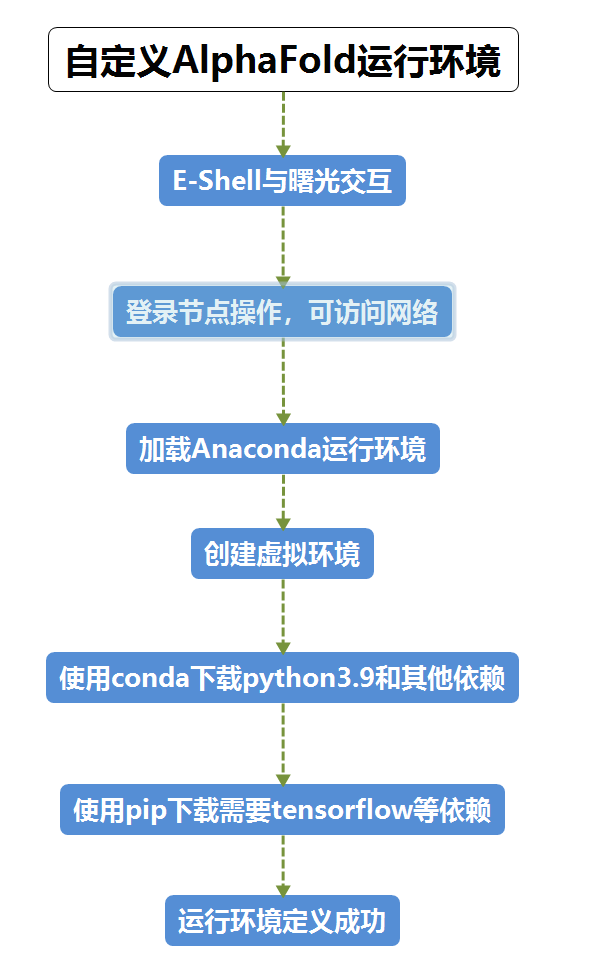 自定义AlphaFold运行环境
E-Shell与曙光交互
登录节点操作，可访问网络
加载Anaconda运行环境
创建虚拟环境
使用conda下载python3.9和其他依赖
使用pip下载需要tensorflow等依赖
运行环境定义成功